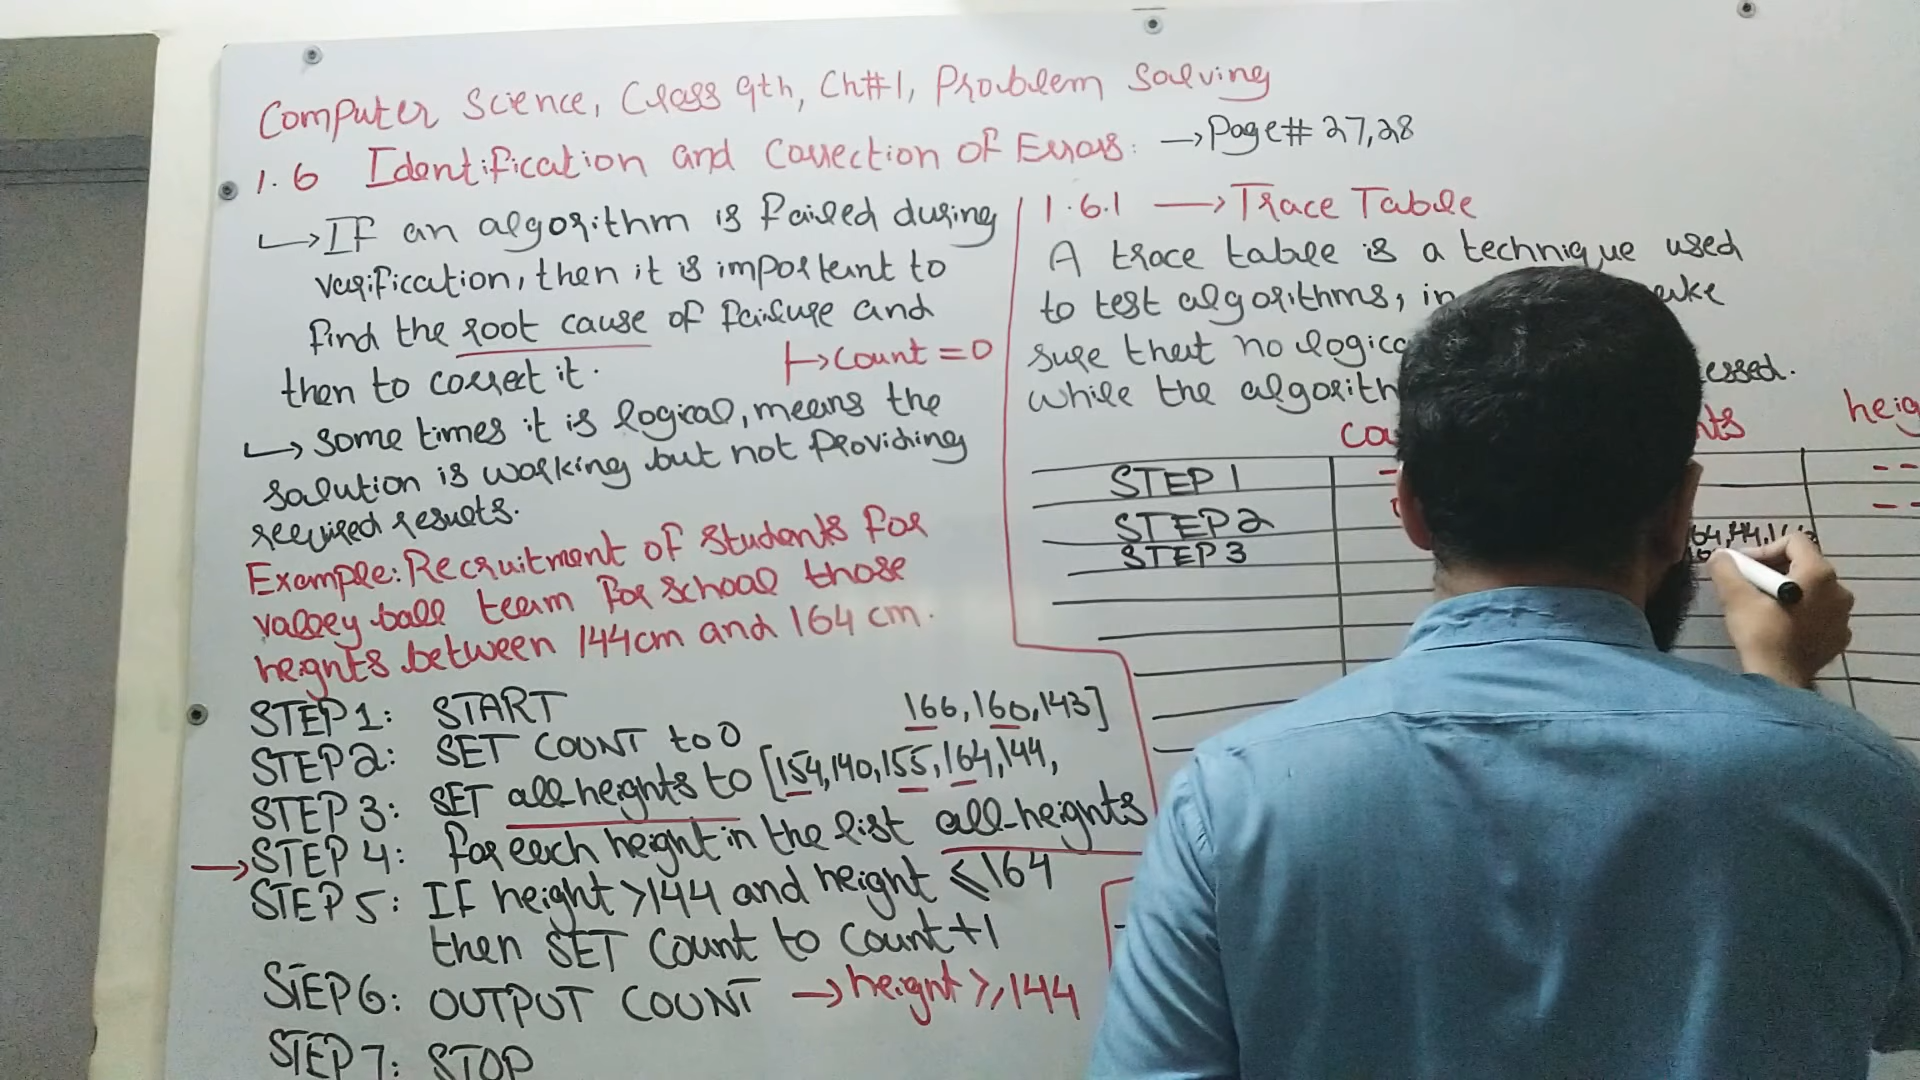 Computer Science, Class 9th, Ch#1, Problem Solving
1.6 Identification and Correction of Errors: → Page# 27,28
↳ If an algorithm is failed during
varification, then it is important to
find the root cause of failure and
then to correct it.
↦ count = 0
↳ some times it is logical, means the
solution is working but not providing
required results.
Example: Recruitment of students for
valley ball team for school those
heights between 144cm and 164 cm.
STEP 1: START
STEP 2: SET COUNT to 0
166, 160, 143]
STEP 3: SET all-heights to [154, 140, 155, 164, 144,
→ STEP 4: for each height in the list all-heights
STEP 5: IF height > 144 and height ≤ 164
then SET Count to Count + 1
STEP 6: OUTPUT COUNT → height ≥ 144
STEP 7: STOP
1.6.1 → Trace Table
A trace table is a technique used
to test algorithms, in
sure that no
while the
STEP 1 --
STEP 2 --
STEP 3